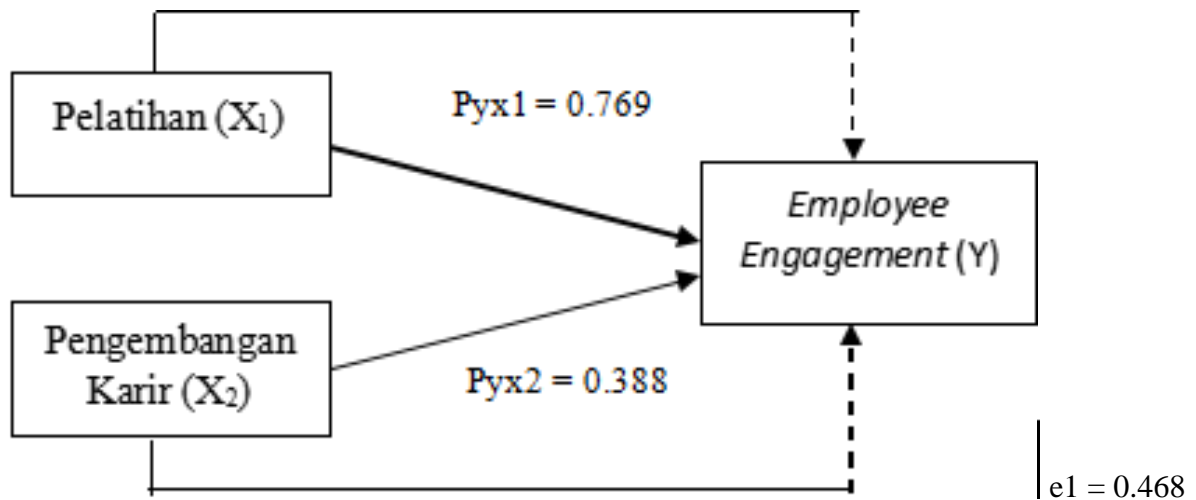 Pelatihan (X₁)
Pyx1 = 0.769
Employee
Engagement (Y)
Pengembangan
Karir (X₂)
Pyx2 = 0.388
e1 = 0.468